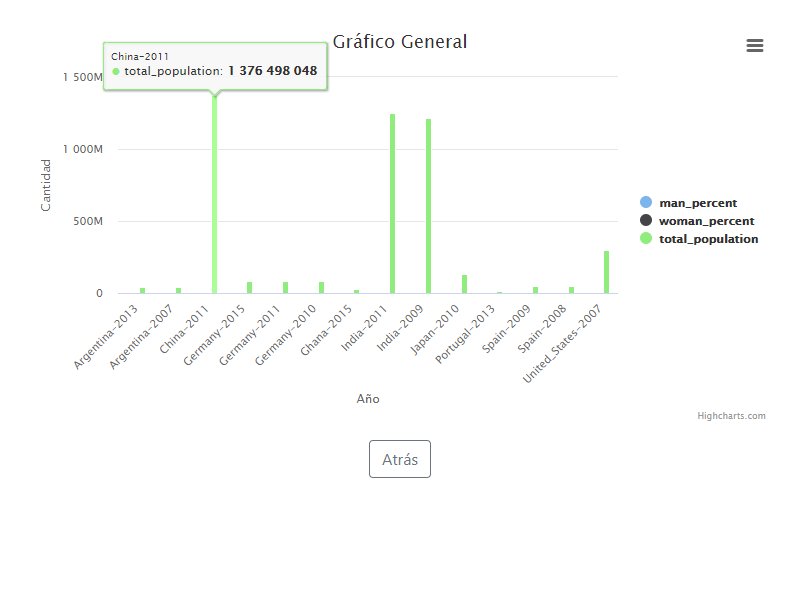 Gráfico General
China-2011
total_population: 1 376 498 048
Cantidad
1 500M
1 000M
500M
0
Argentina-2013
Argentina-2007
China-2011
Germany-2015
Germany-2011
Germany-2010
Ghana-2015
India-2011
India-2009
Japan-2010
Portugal-2013
Spain-2009
Spain-2008
United_States-2007
Año
man_percent
woman_percent
total_population
Highcharts.com
Atrás